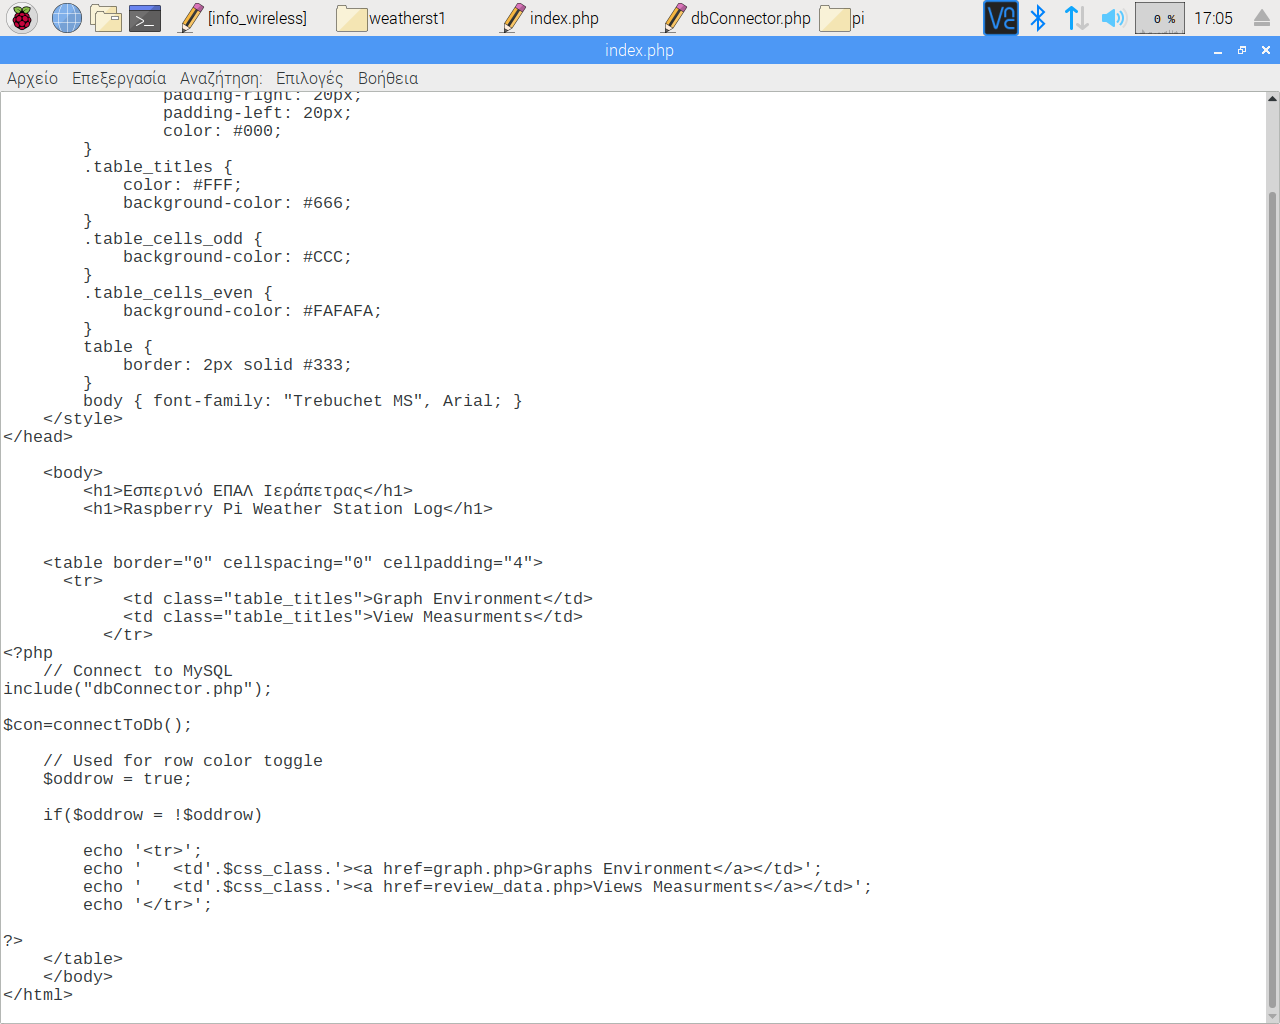 [info_wireless] weatherst1 index.php dbConnector.php pi 0 % 17:05
index.php
Αρχείο Επεξεργασία Αναζήτηση: Επιλογές Βοήθεια
padding-right: 20px;
padding-left: 20px;
color: #000;
}
.table_titles {
color: #FFF;
background-color: #666;
}
.table_cells_odd {
background-color: #CCC;
}
.table_cells_even {
background-color: #FAFAFA;
}
table {
border: 2px solid #333;
}
body { font-family: "Trebuchet MS", Arial; }
</style>
</head>
<body>
<h1>Εσπερινό ΕΠΑΛ Ιεράπετρας</h1>
<h1>Raspberry Pi Weather Station Log</h1>
<table border="0" cellspacing="0" cellpadding="4">
<tr>
<td class="table_titles">Graph Environment</td>
<td class="table_titles">View Measurments</td>
</tr>
<?php
// Connect to MySQL
include("dbConnector.php");
$con=connectToDb();
// Used for row color toggle
$oddrow = true;
if($oddrow = !$oddrow)
echo '<tr>';
echo '   <td'.$css_class.'><a href=graph.php>Graphs Environment</a></td>';
echo '   <td'.$css_class.'><a href=review_data.php>Views Measurments</a></td>';
echo '</tr>';
?>
</table>
</body>
</html>